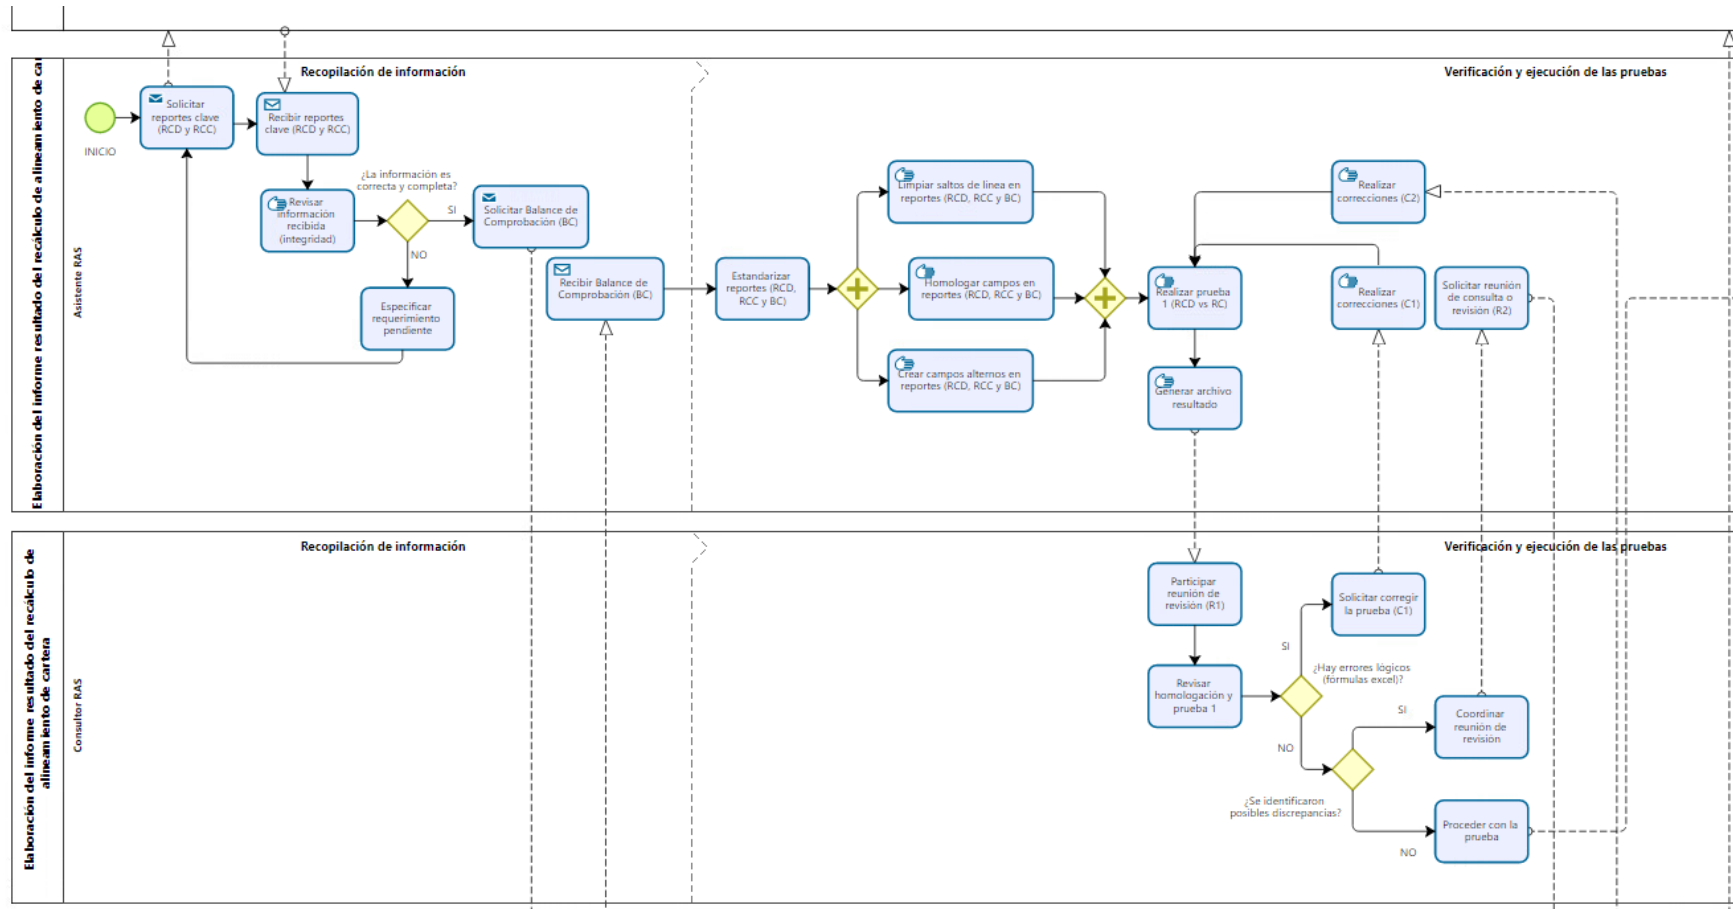 Elaboración del informe resultado del recálculo de alineamiento de car
Asistente RAS
Recopilación de información
Verificación y ejecución de las pruebas
INICIO
Solicitar
reportes clave
(RCD y RCC)
Recibir reportes
clave (RCD y RCC)
Revisar
información
recibida
(integridad)
¿La información es
correcta y completa?
SI
NO
Especificar
requerimiento
pendiente
Solicitar Balance de
Comprobación (BC)
Recibir Balance de
Comprobación (BC)
Estandarizar
reportes (RCD,
RCC y BC)
Limpiar saltos de linea en
reportes (RCD, RCC y BC)
Homologar campos en
reportes (RCD, RCC y BC)
Crear campos alternos en
reportes (RCD, RCC y BC)
Realizar prueba
1 (RCD vs RC)
Generar archivo
resultado
Realizar
correcciones (C2)
Realizar
correcciones (C1)
Solicitar reunión
de consulta o
revisión (R2)
Elaboración del informe resultado del recálculo de
alineamiento de cartera
Consultor RAS
Recopilación de información
Verificación y ejecución de las pruebas
Participar
reunión de
revisión (R1)
Revisar
homologación y
prueba 1
¿Hay errores lógicos
(fórmulas excel)?
SI
NO
Solicitar corregir
la prueba (C1)
¿Se identificaron
posibles discrepancias?
SI
NO
Coordinar
reunión de
revisión
Proceder con la
prueba